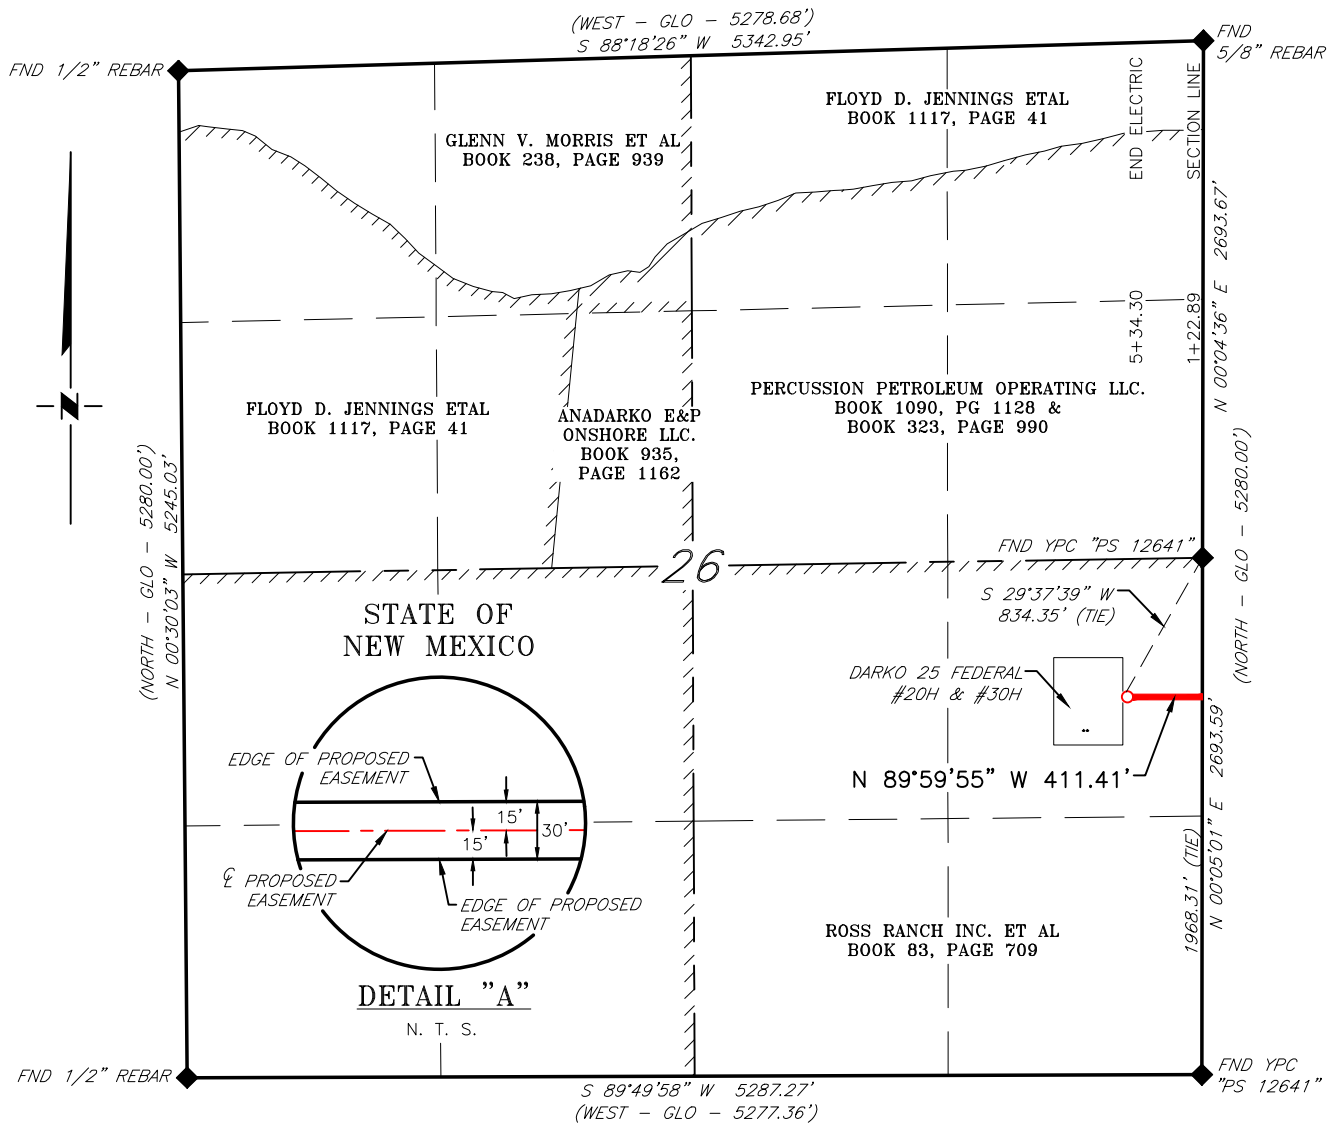 (WEST – GLO – 5278.68')
S 88°18'26" W 5342.95'
FND 1/2" REBAR
FND
5/8" REBAR
GLENN V. MORRIS ET AL
BOOK 238, PAGE 939
FLOYD D. JENNINGS ETAL
BOOK 1117, PAGE 41
END ELECTRIC
SECTION LINE
5+34.30
1+22.89
N 00°04'36" E 2693.67'
N
FLOYD D. JENNINGS ETAL
BOOK 1117, PAGE 41
ANADARKO E&P
ONSHORE LLC.
BOOK 935,
PAGE 1162
PERCUSSION PETROLEUM OPERATING LLC.
BOOK 1090, PG 1128 &
BOOK 323, PAGE 990
(NORTH – GLO – 5280.00')
N 00°30'03" W 5245.03'
(NORTH – GLO – 5280.00')
26
FND YPC "PS 12641"
S 29°37'39" W
834.35' (TIE)
STATE OF
NEW MEXICO
DARKO 25 FEDERAL
#20H & #30H
N 89°59'55" W 411.41'
EDGE OF PROPOSED
EASEMENT
15'
15'
30'
℄ PROPOSED
EASEMENT
EDGE OF PROPOSED
EASEMENT
1968.31' (TIE)
N 00°05'01" E 2693.59'
ROSS RANCH INC. ET AL
BOOK 83, PAGE 709
DETAIL "A"
N. T. S.
FND 1/2" REBAR
FND YPC
"PS 12641"
S 89°49'58" W 5287.27'
(WEST – GLO – 5277.36')